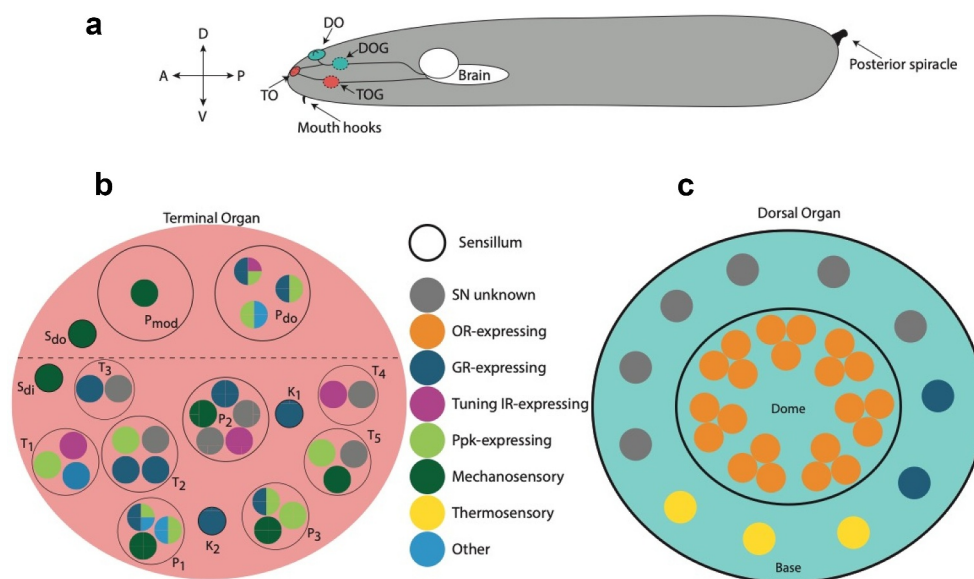 a
D
A
P
V
DO
DOG
TO
TOG
Brain
Mouth hooks
Posterior spiracle
b
Terminal Organ
Pmod
Pdo
Sdo
Sdi
T3
T4
P2
K1
T1
T2
T5
P1
K2
P3
Sensillum
SN unknown
OR-expressing
GR-expressing
Tuning IR-expressing
Ppk-expressing
Mechanosensory
Thermosensory
Other
c
Dorsal Organ
Dome
Base